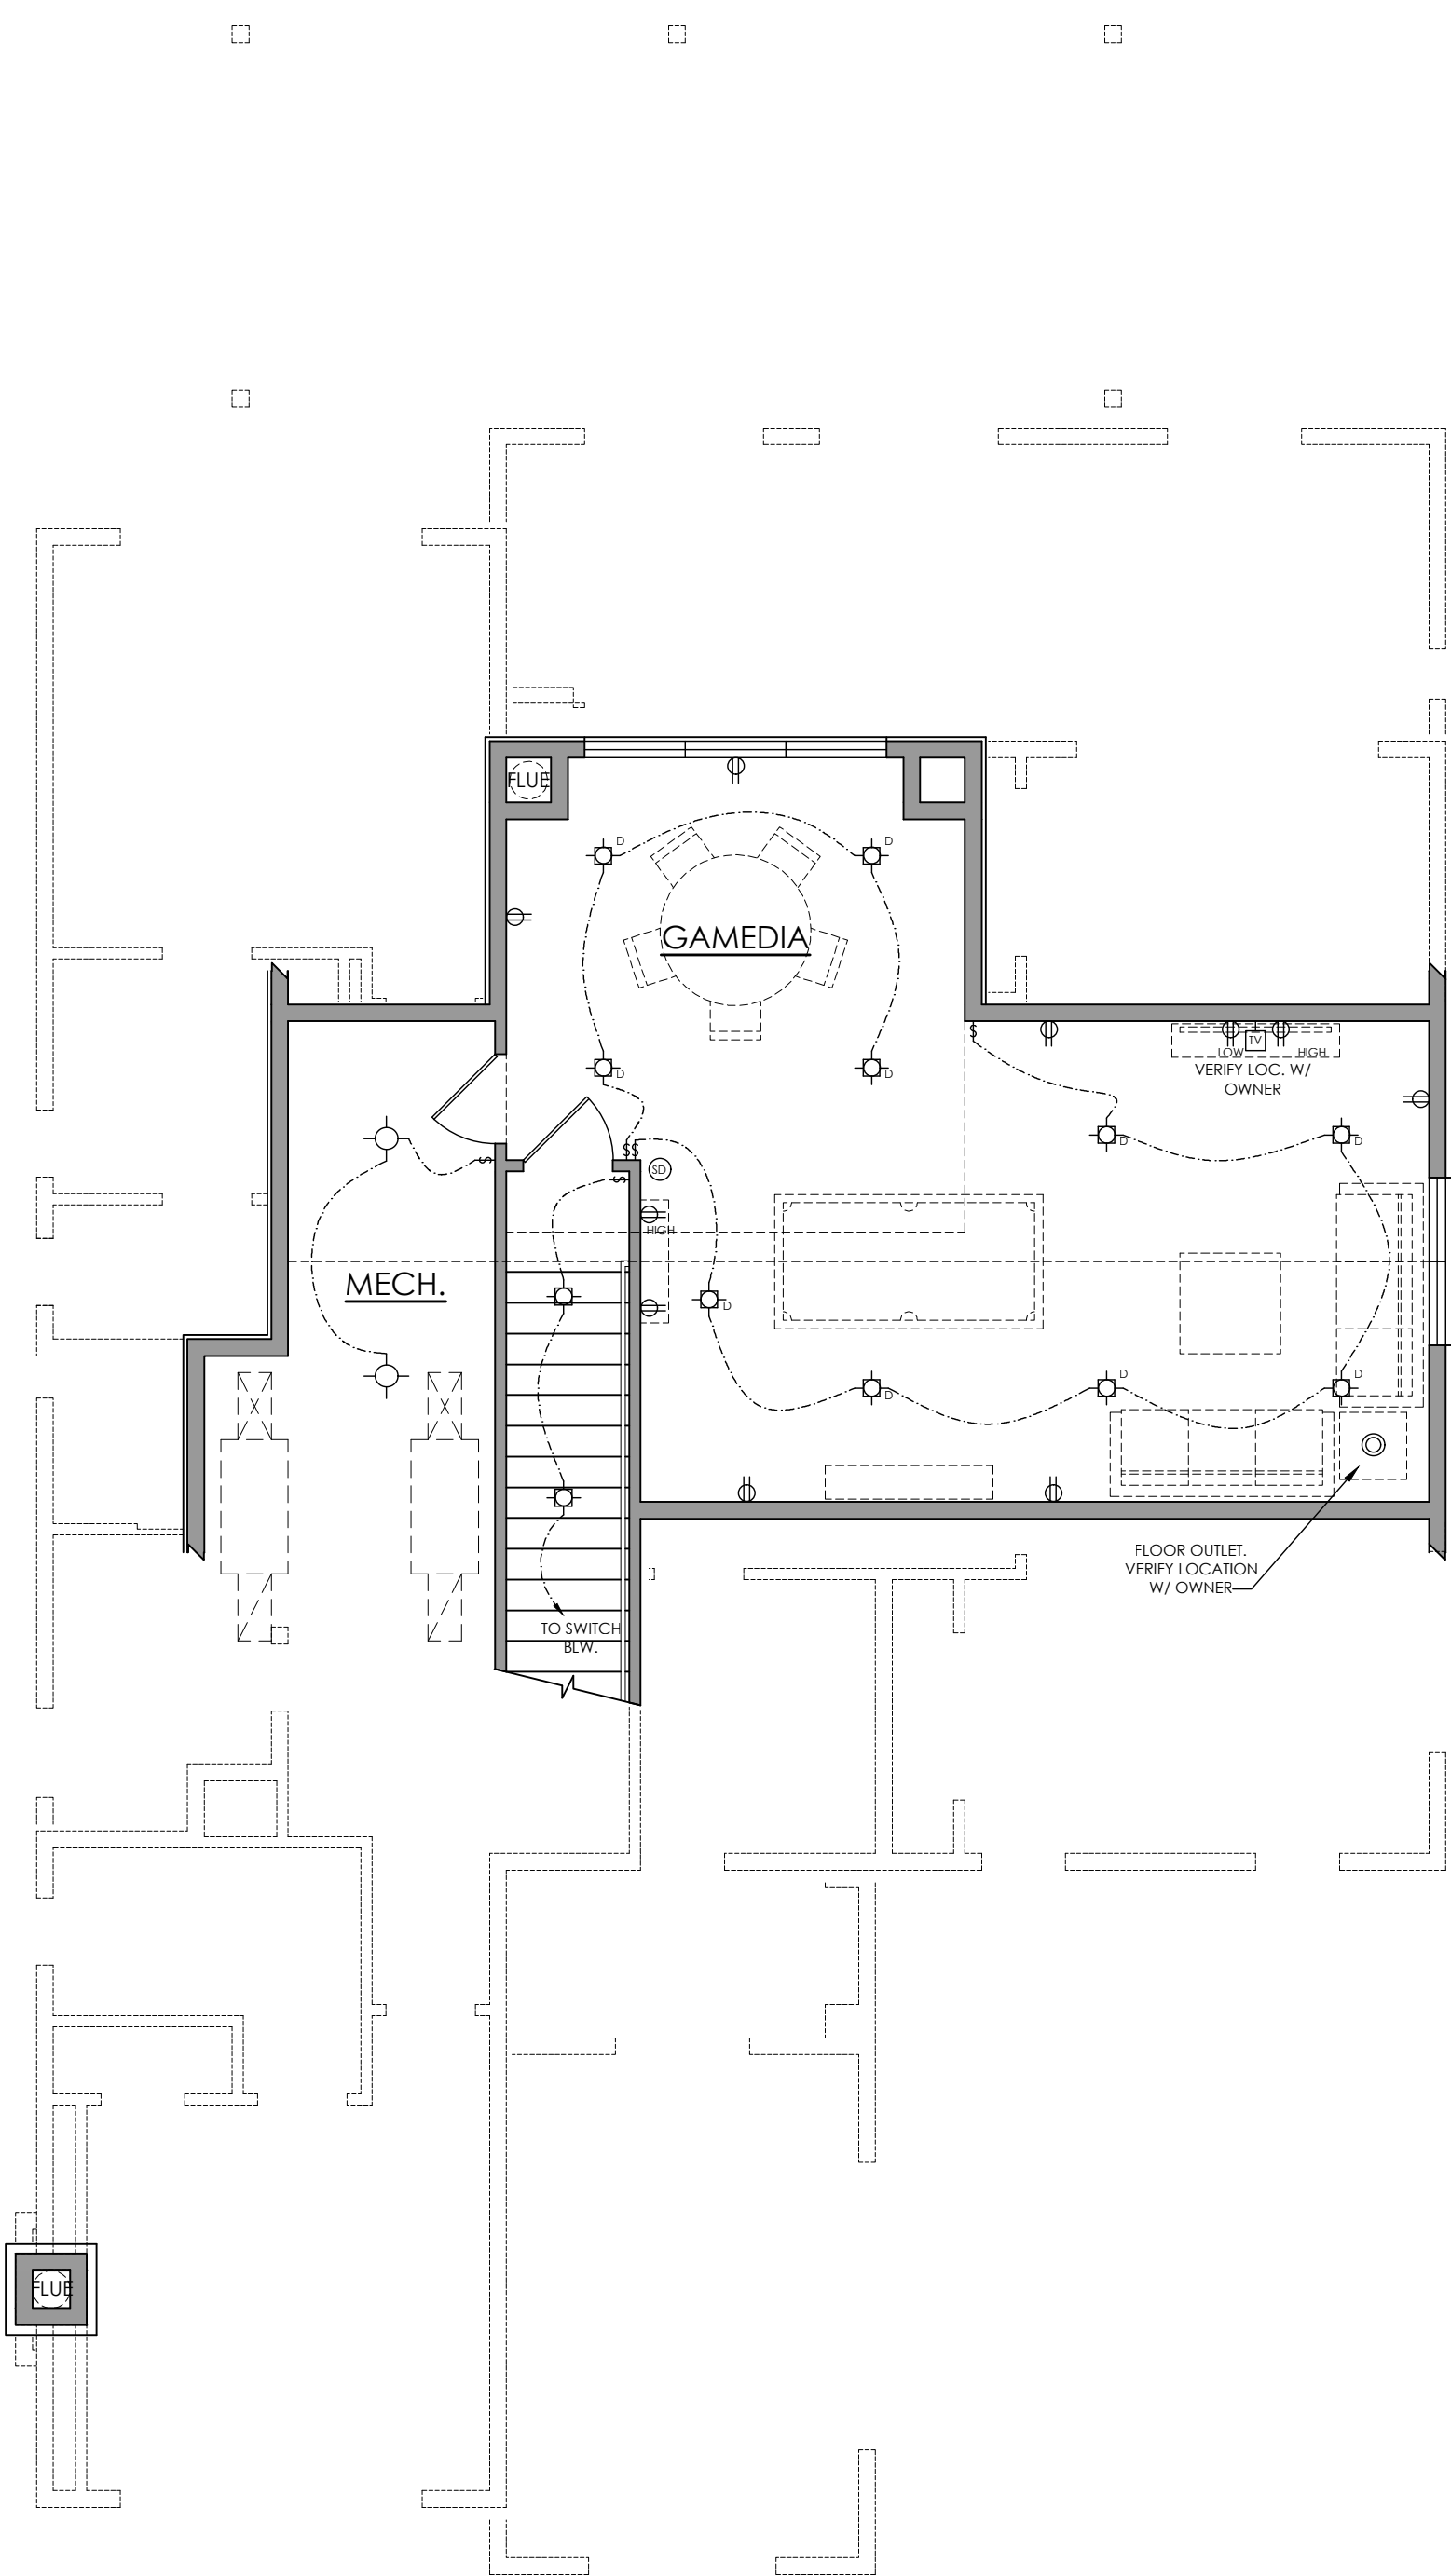 FLUE
D
D
GAMEDIA
D
D
$
TV
LOW
HIGH
VERIFY LOC. W/
OWNER
D
D
$
$$
SD
$
HIGH
MECH.
D
D
D
D
FLOOR OUTLET.
VERIFY LOCATION
W/ OWNER
TO SWITCH
BLW.
FLUE